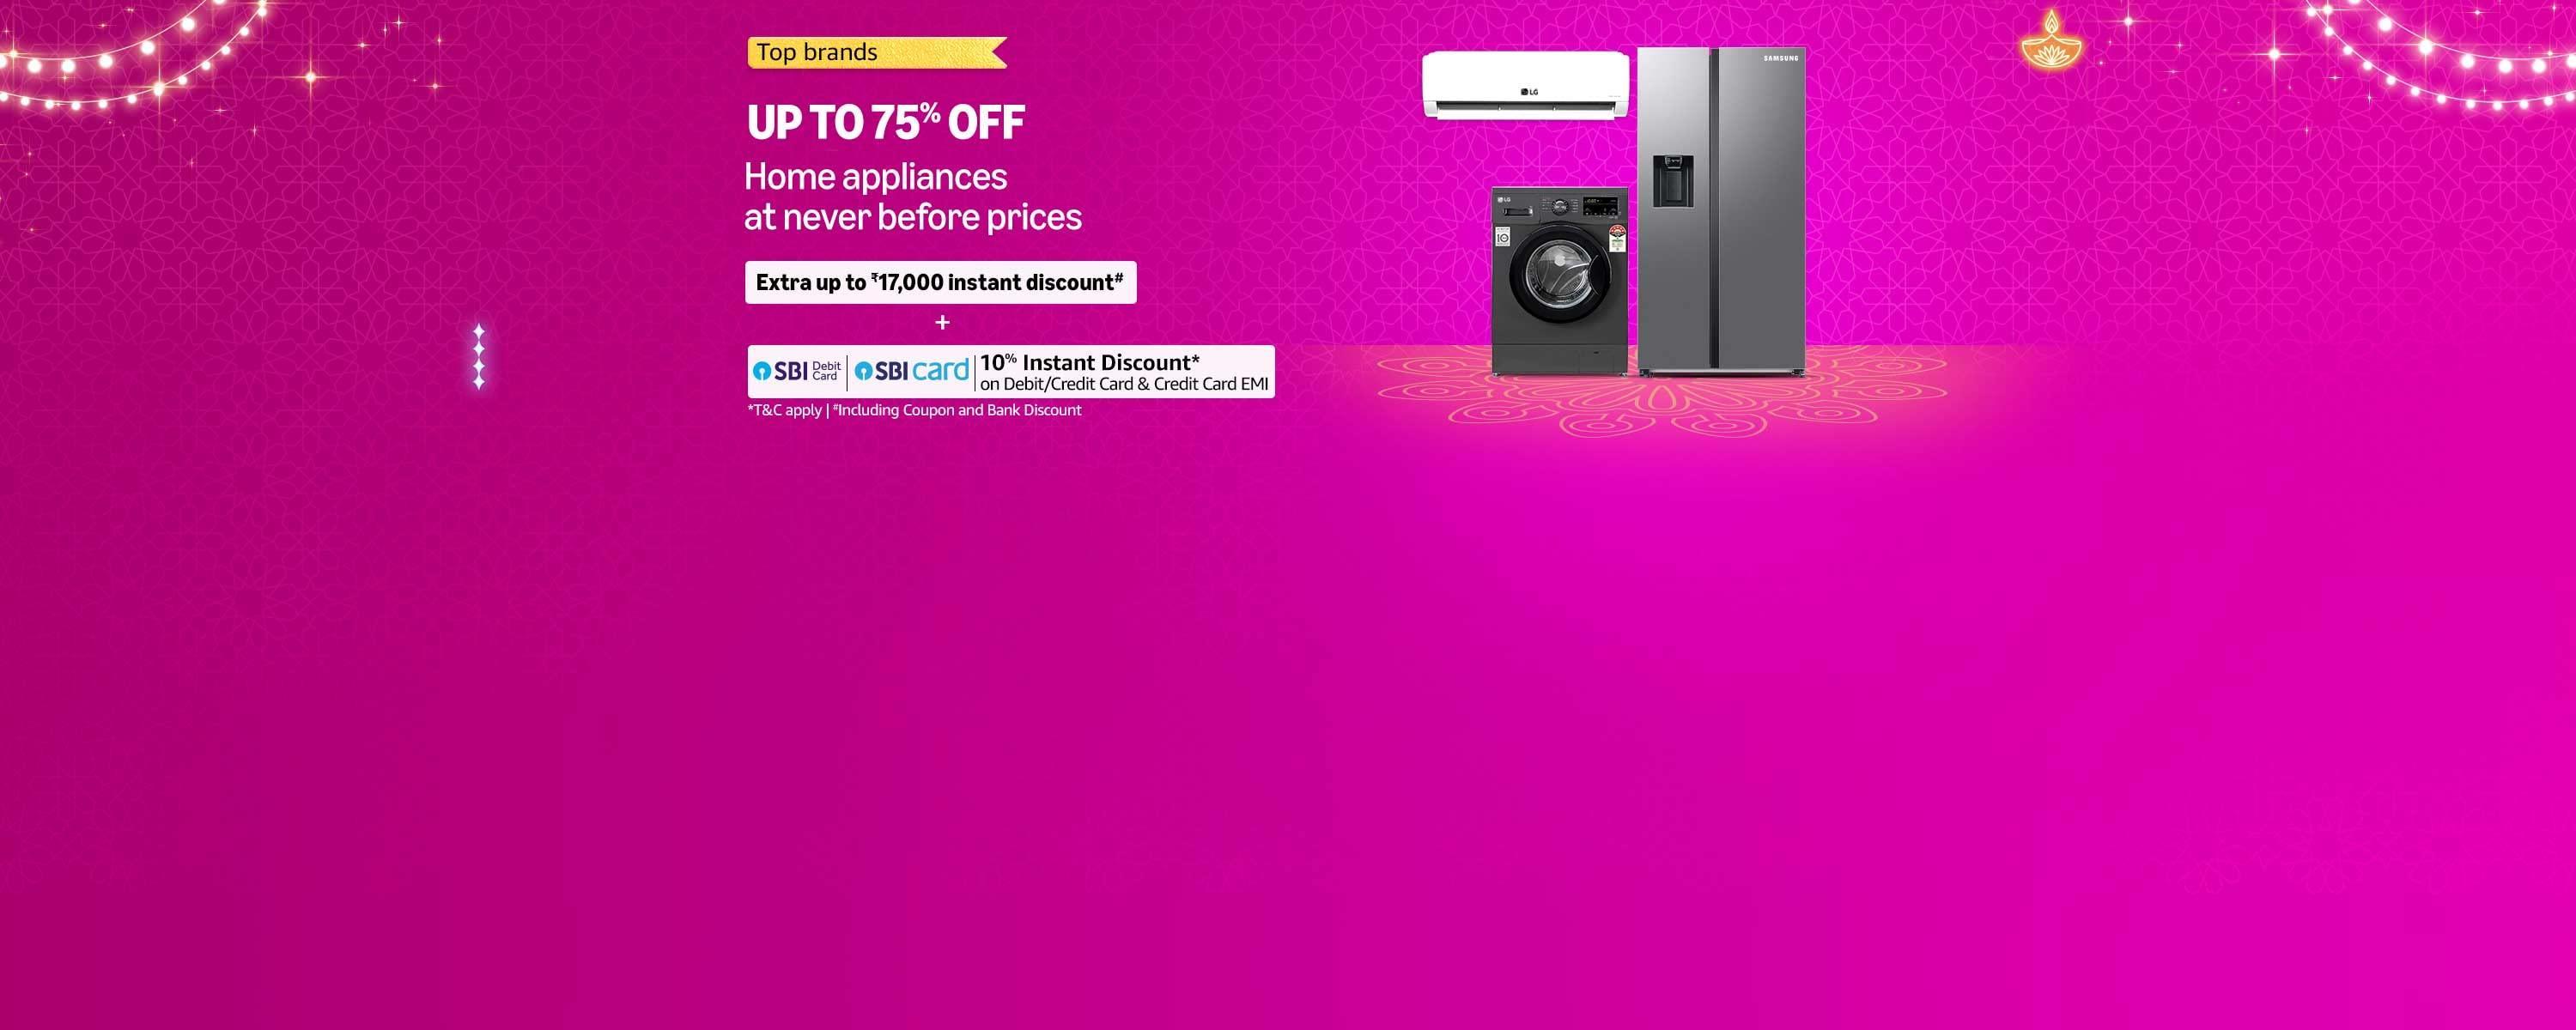 Top brands
UP TO 75% OFF
Home appliances
at never before prices
Extra up to ₹17,000 instant discount#
+
SBI Debit Card | SBI card | 10% Instant Discount*
on Debit/Credit Card & Credit Card EMI
*T&C apply | #Including Coupon and Bank Discount
LG
SAMSUNG
LG